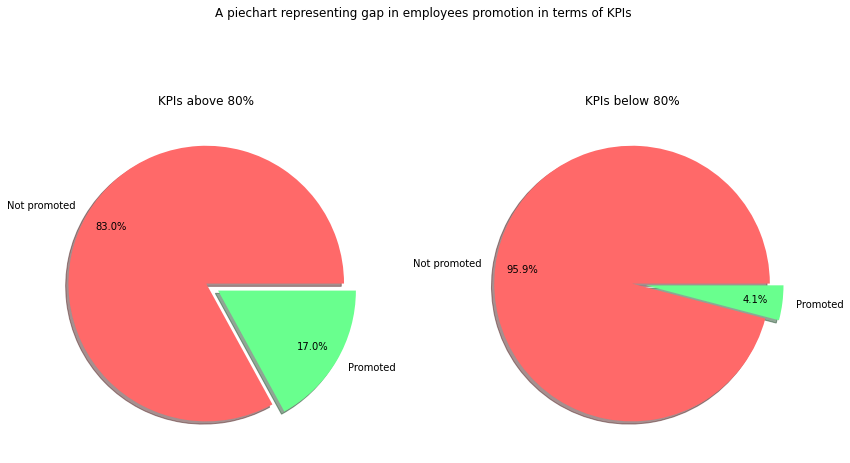 A piechart representing gap in employees promotion in terms of KPIs
KPIs above 80%
Not promoted
83.0%
17.0%
Promoted
KPIs below 80%
Not promoted
95.9%
4.1%
Promoted